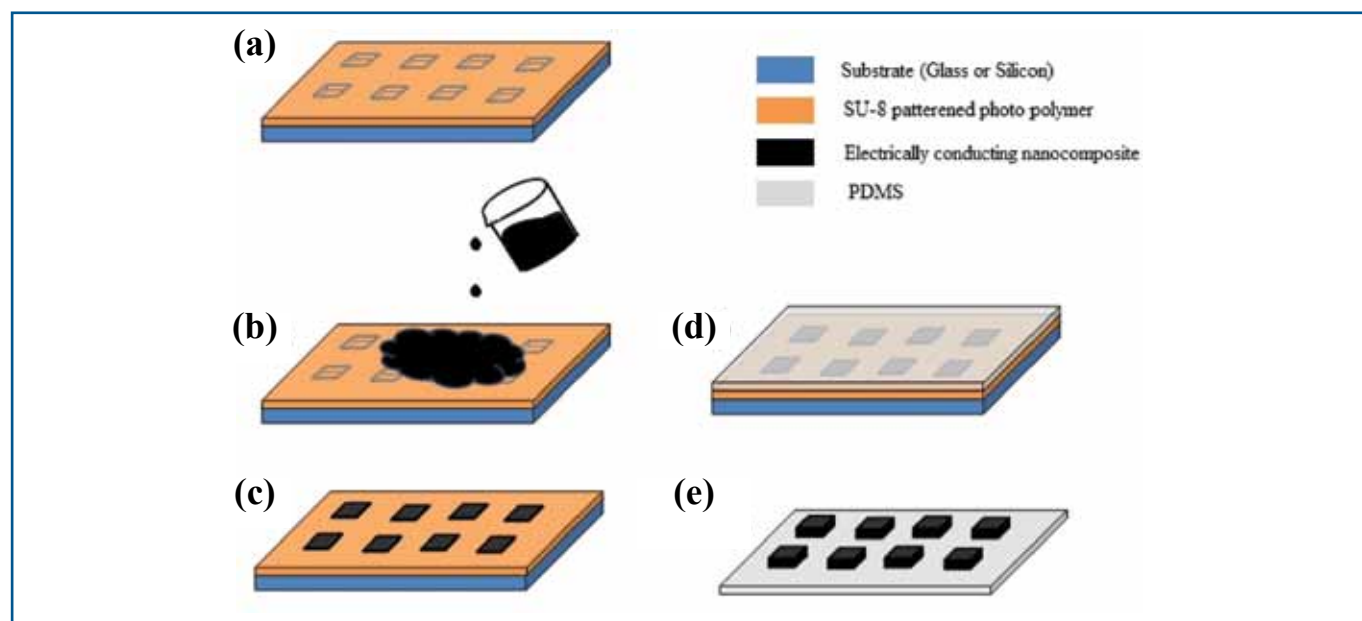 (a)
Substrate (Glass or Silicon)
SU-8 patterened photo polymer
Electrically conducting nanocomposite
PDMS
(b)
(d)
(c)
(e)